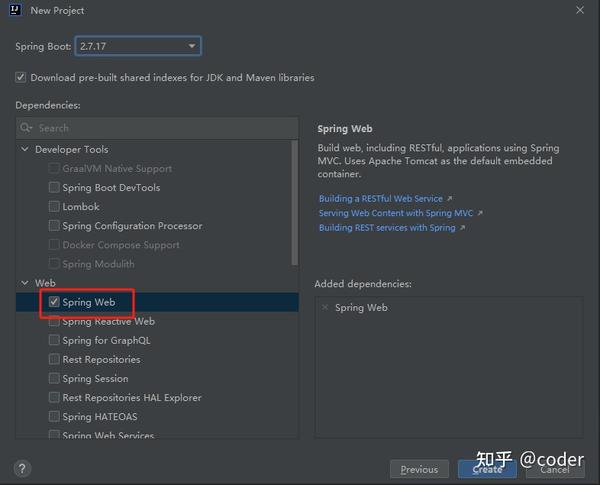 IJ
New Project
Spring Boot: 2.7.17
Download pre-built shared indexes for JDK and Maven libraries
Dependencies:
Search
Developer Tools
GraalVM Native Support
Spring Boot DevTools
Lombok
Spring Configuration Processor
Docker Compose Support
Spring Modulith
Web
Spring Web
Spring Reactive Web
Spring for GraphQL
Rest Repositories
Spring Session
Rest Repositories HAL Explorer
Spring HATEOAS
Spring Web Services
Spring Web
Build web, including RESTful, applications using Spring
MVC. Uses Apache Tomcat as the default embedded
container.
Building a RESTful Web Service
Serving Web Content with Spring MVC
Building REST services with Spring
Added dependencies:
Spring Web
?
Previous
Create
Cancel
知乎 @coder